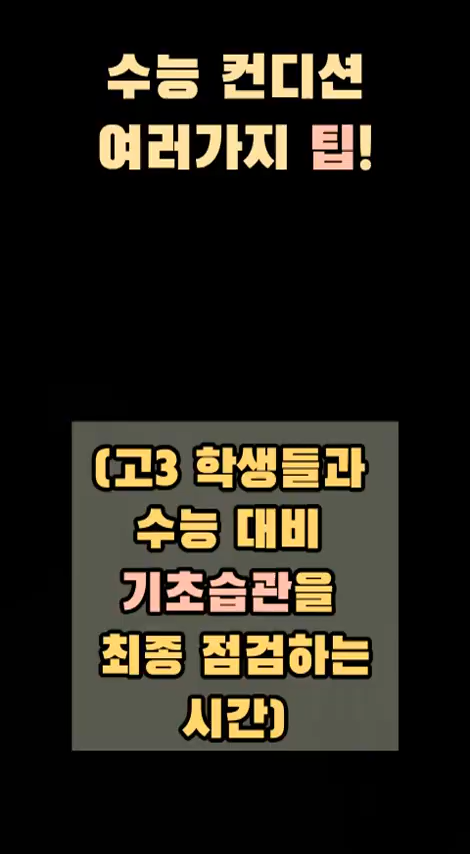 수능 컨디션
여러가지 팁!
(고3 학생들과
수능 대비
기초습관을
최종 점검하는
시간)